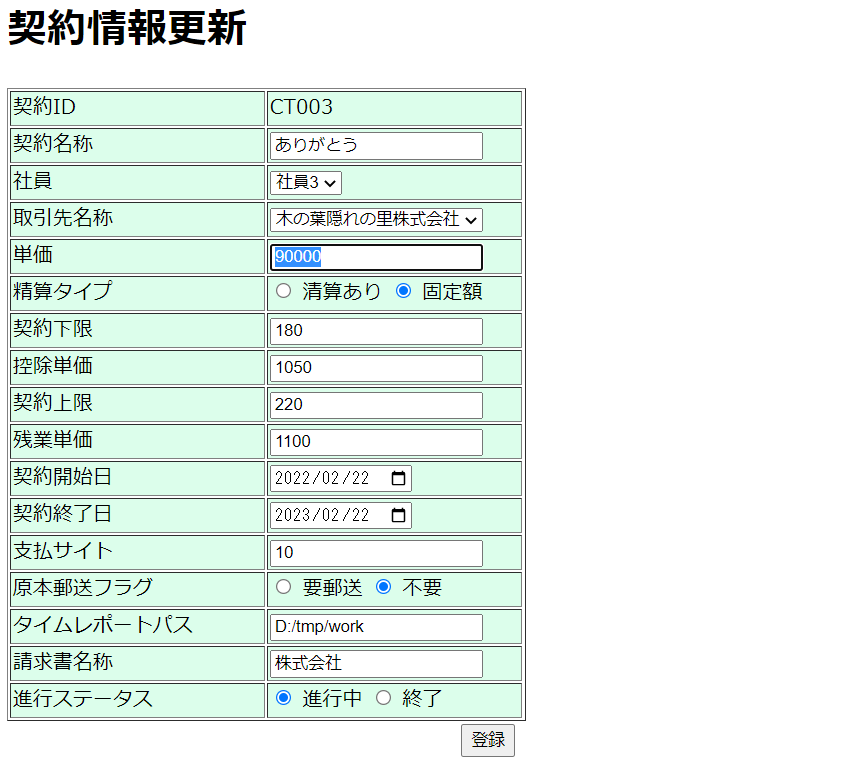 契約情報更新
契約ID CT003
契約名称 ありがとう
社員 社員3
取引先名称 木の葉隠れの里株式会社
単価 90000
精算タイプ 清算あり 固定額
契約下限 180
控除単価 1050
契約上限 220
残業単価 1100
契約開始日 2022/02/22
契約終了日 2023/02/22
支払サイト 10
原本郵送フラグ 要郵送 不要
タイムレポートパス D:/tmp/work
請求書名称 株式会社
進行ステータス 進行中 終了
登録